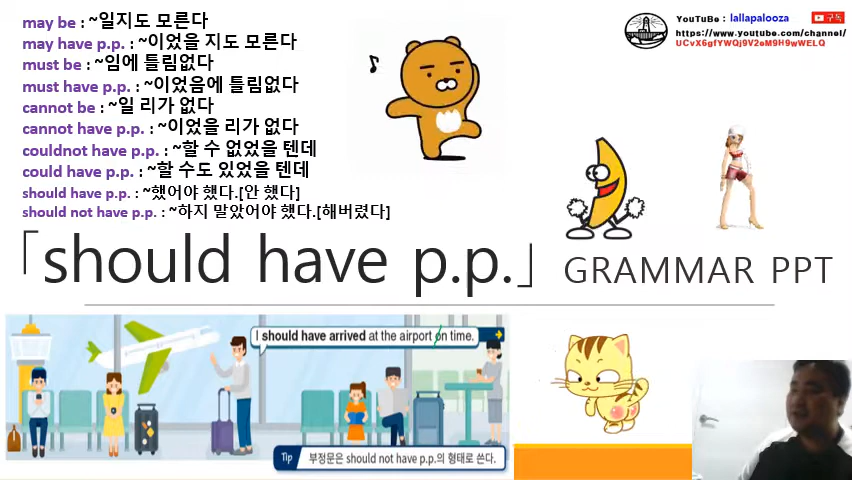 may be : ~일지도 모른다
may have p.p. : ~이었을 지도 모른다
must be : ~임에 틀림없다
must have p.p. : ~이었음에 틀림없다
cannot be : ~일 리가 없다
cannot have p.p. : ~이었을 리가 없다
couldnot have p.p. : ~할 수 없었을 텐데
could have p.p. : ~할 수도 있었을 텐데
should have p.p. : ~했어야 했다.[안 했다]
should not have p.p. : ~하지 말았어야 했다.[해버렸다]
YouTuBe : lallapalooza 구독
https://www.youtube.com/channel/
UCvX6gfYWQj9V2eM9H9wWELQ
「should have p.p.」 GRAMMAR PPT
I should have arrived at the airport on time.
Tip 부정문은 should not have p.p.의 형태로 쓴다.